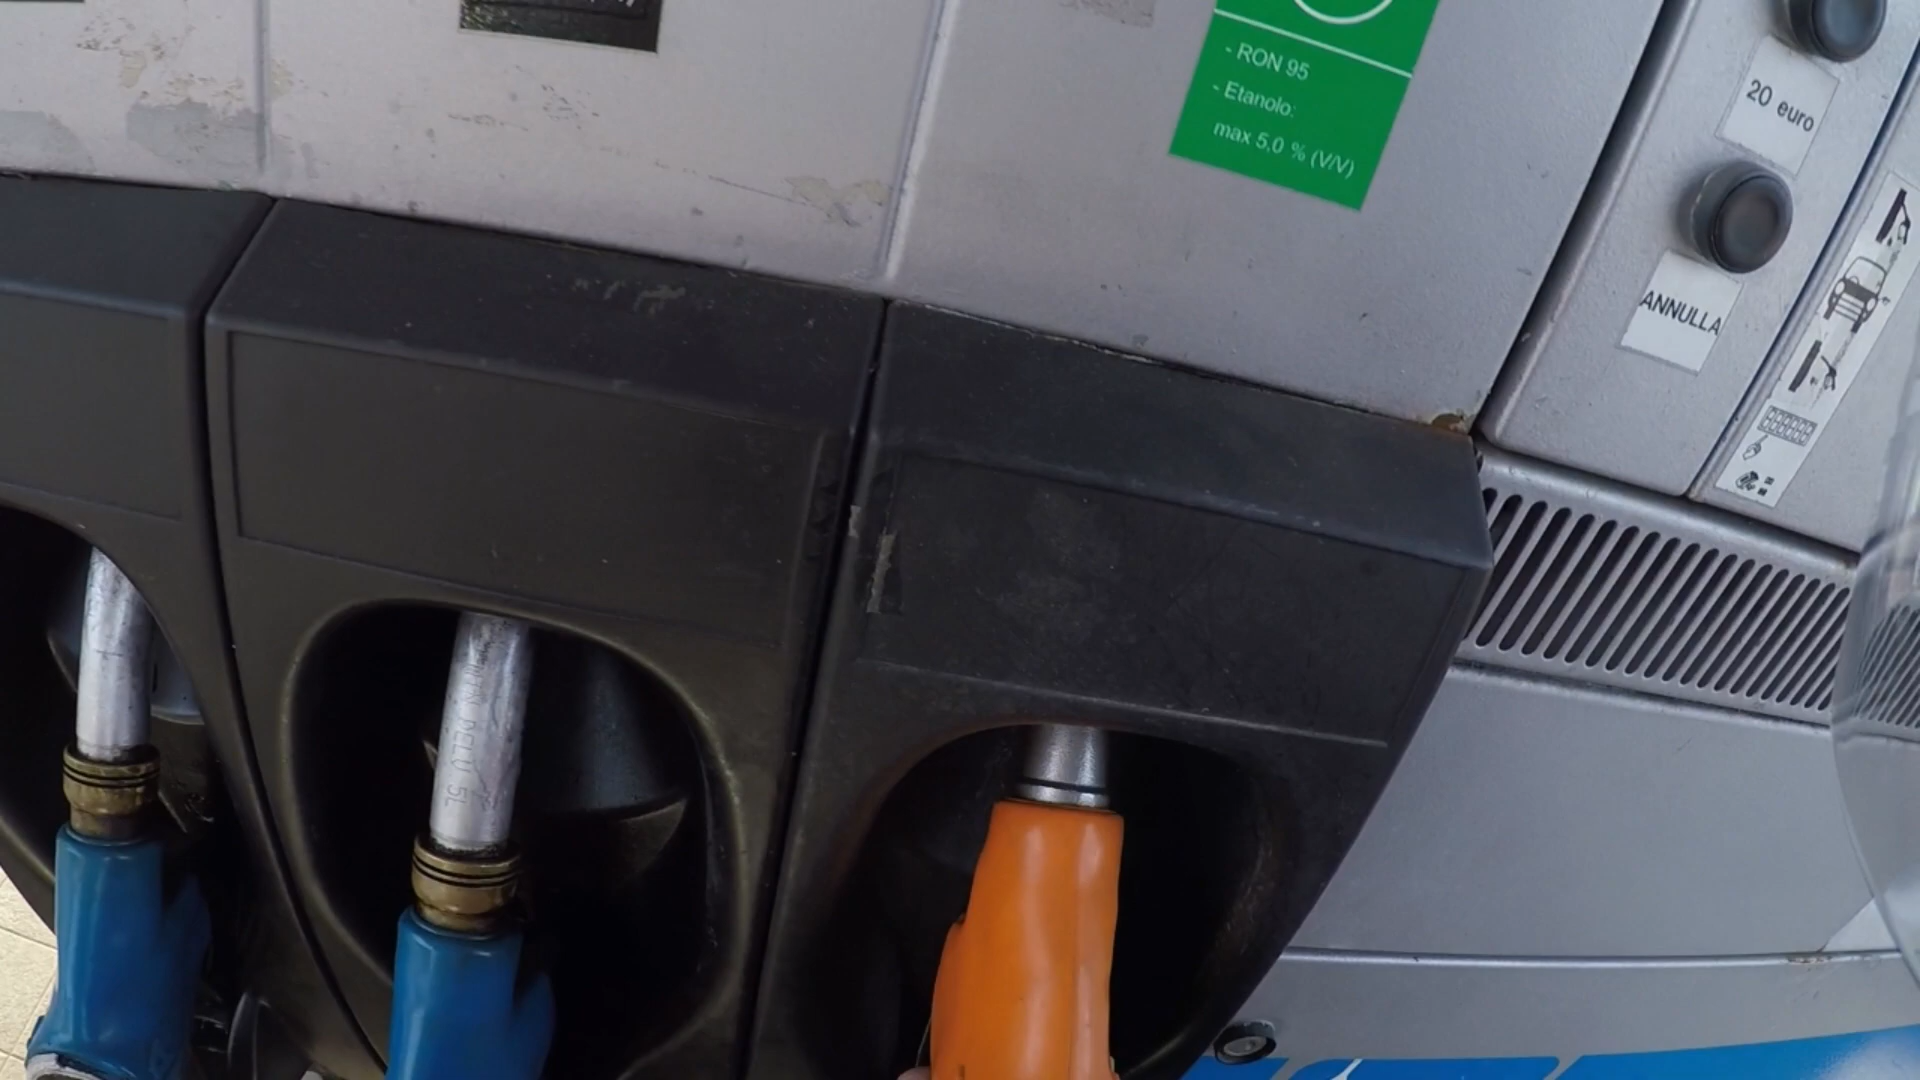 - RON 95
- Etanolo:
max 5,0 % (V/V)
20 euro
ANNULLA